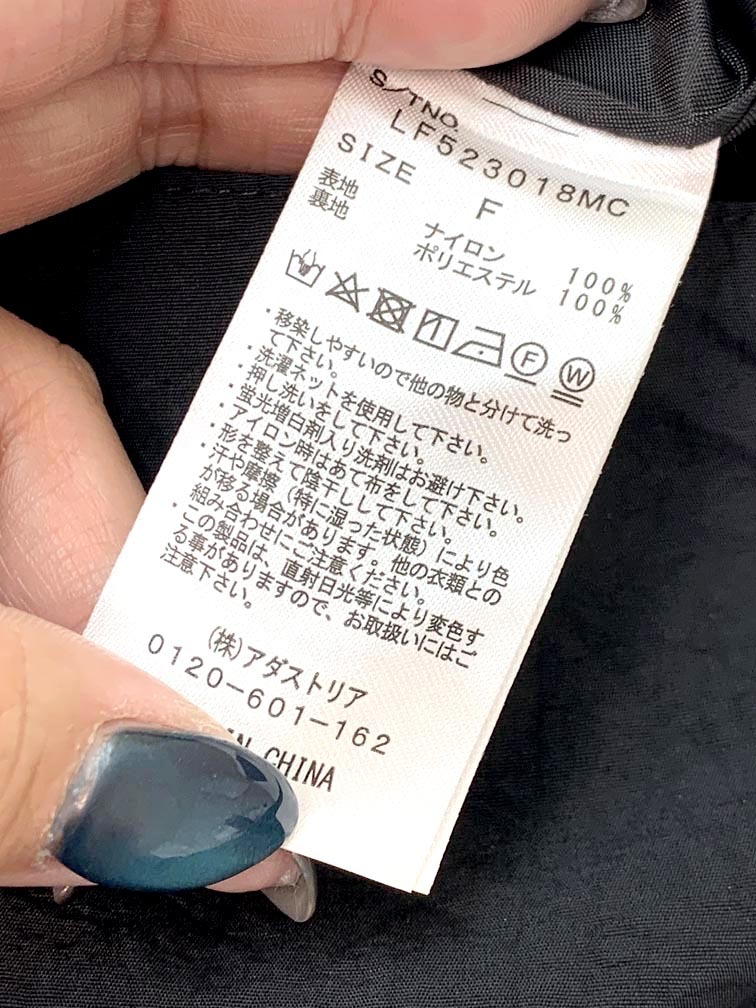 S/TNO.
LF523018MC
SIZE F
表地 ナイロン 100%
裏地 ポリエステル 100%
F W
・移染しやすいので他の物と分けて洗っ
て下さい。
・洗濯ネットを使用して下さい。
・押し洗いをして下さい。
・蛍光増白剤入り洗剤はお避け下さい。
・アイロン時はあて布をして下さい。
・形を整えて陰干しして下さい。
・汗や摩擦(特に湿った状態)により色
が移る場合があります。他の衣類との
組み合わせにご注意ください。
・この製品は、直射日光等により変色す
る事がありますので、お取扱いにはご
注意下さい。
(株)アダストリア
0120-601-162
IN CHINA